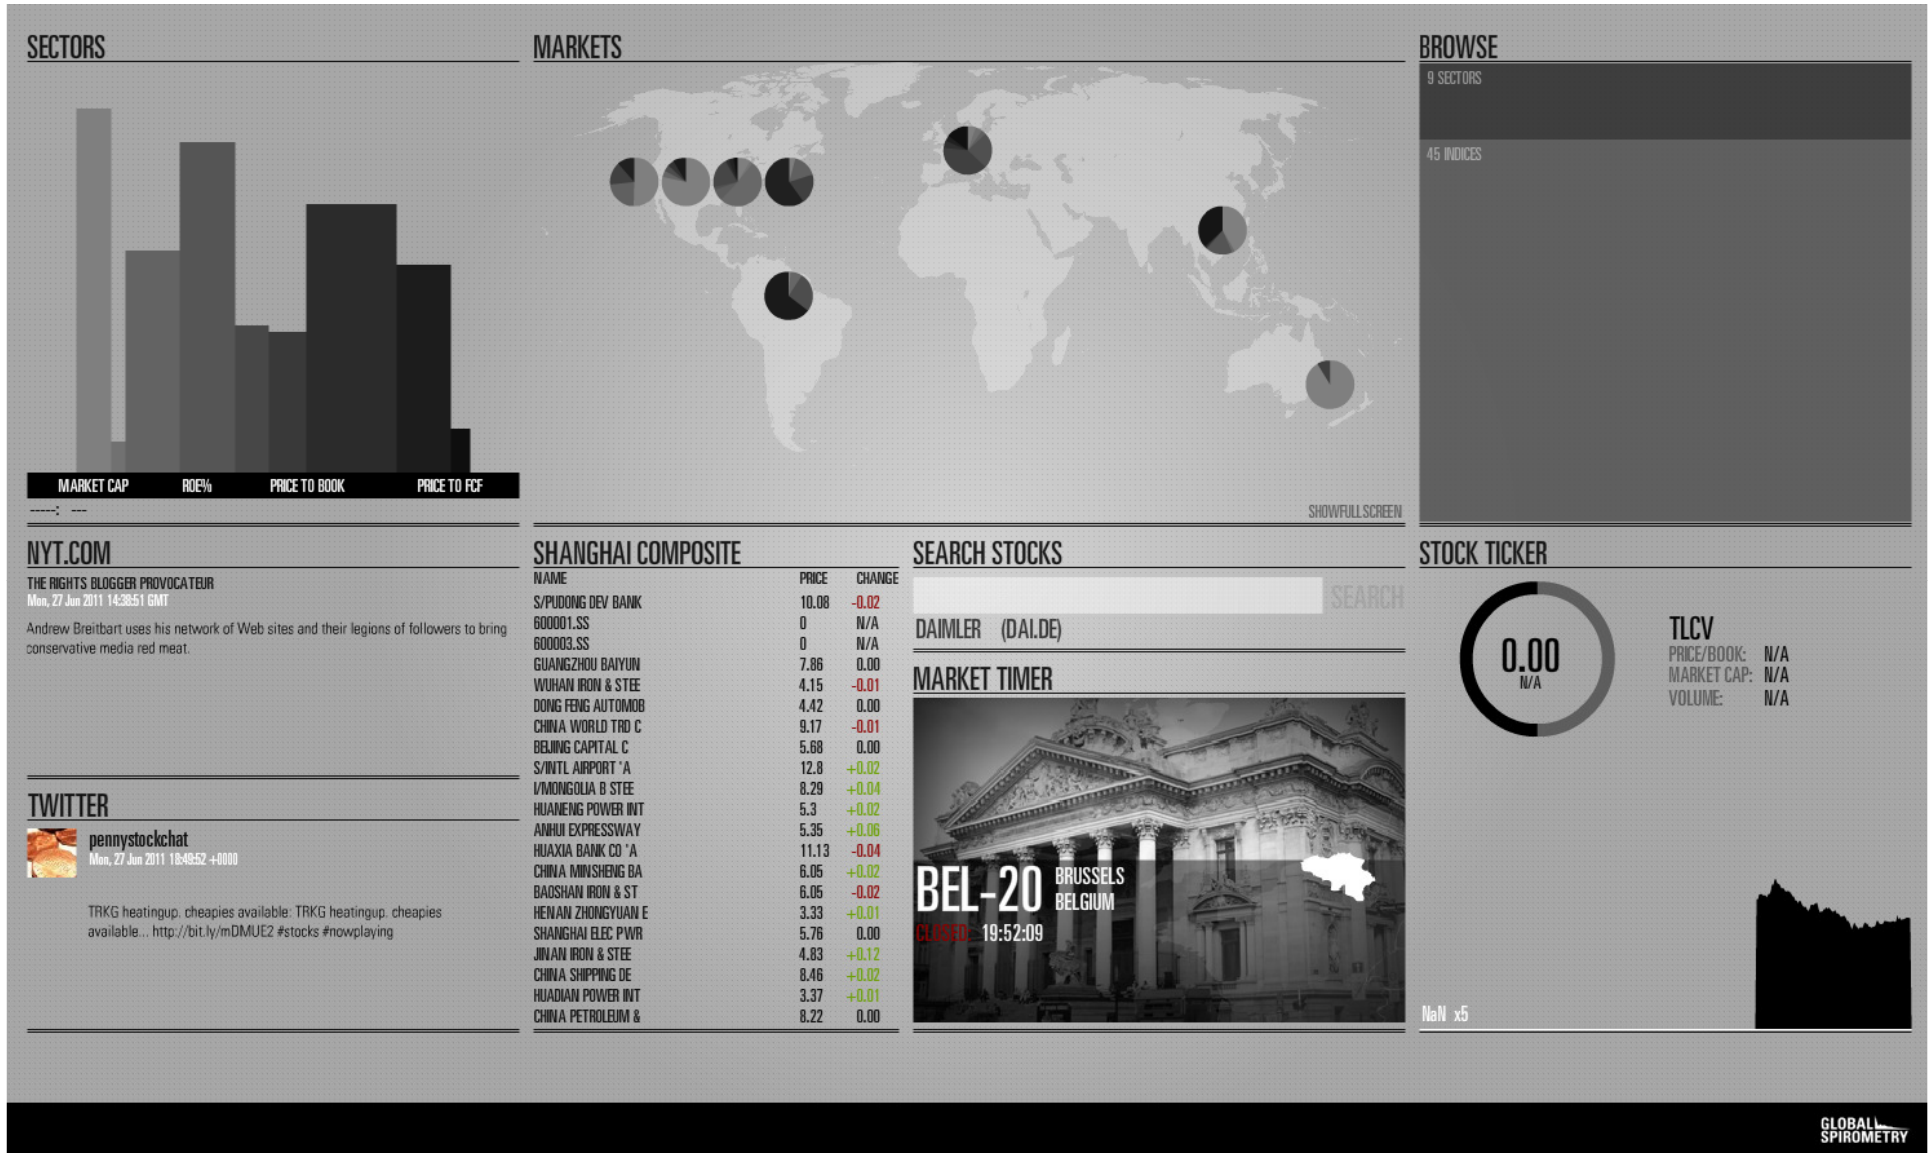 SECTORS
MARKET CAP ROE% PRICE TO BOOK PRICE TO FCF
-----: ---
MARKETS
SHOWFULLSCREEN
BROWSE
9 SECTORS
45 INDICES
NYT.COM
THE RIGHTS BLOGGER PROVOCATEUR
Mon, 27 Jun 2011 14:38:51 GMT
Andrew Breitbart uses his network of Web sites and their legions of followers to bring
conservative media red meat.
TWITTER
pennystockchat
Mon, 27 Jun 2011 18:49:52 +0000
TRKG heatingup. cheapies available: TRKG heatingup. cheapies
available... http://bit.ly/mDMUE2 #stocks #nowplaying
SHANGHAI COMPOSITE
NAME PRICE CHANGE
S/PUDONG DEV BANK 10.08 -0.02
600001.SS 0 N/A
600003.SS 0 N/A
GUANGZHOU BAIYUN 7.86 0.00
WUHAN IRON & STEE 4.15 -0.01
DONG FENG AUTOMOB 4.42 0.00
CHINA WORLD TRD C 9.17 -0.01
BEIJING CAPITAL C 5.68 0.00
S/INTL AIRPORT 'A 12.8 +0.02
I/MONGOLIA B STEE 8.29 +0.04
HUANENG POWER INT 5.3 +0.02
ANHUI EXPRESSWAY 5.35 +0.06
HUAXIA BANK CO 'A 11.13 -0.04
CHINA MINSHENG BA 6.05 +0.02
BAOSHAN IRON & ST 6.05 -0.02
HENAN ZHONGYUAN E 3.33 +0.01
SHANGHAI ELEC PWR 5.76 0.00
JINAN IRON & STEE 4.83 +0.12
CHINA SHIPPING DE 8.46 +0.02
HUADIAN POWER INT 3.37 +0.01
CHINA PETROLEUM & 8.22 0.00
SEARCH STOCKS
SEARCH
DAIMLER (DAI.DE)
MARKET TIMER
BEL-20 BRUSSELS
BELGIUM
CLOSED: 19:52:09
STOCK TICKER
0.00
N/A
TLCV
PRICE/BOOK: N/A
MARKET CAP: N/A
VOLUME: N/A
NaN x5
GLOBAL
SPIROMETRY